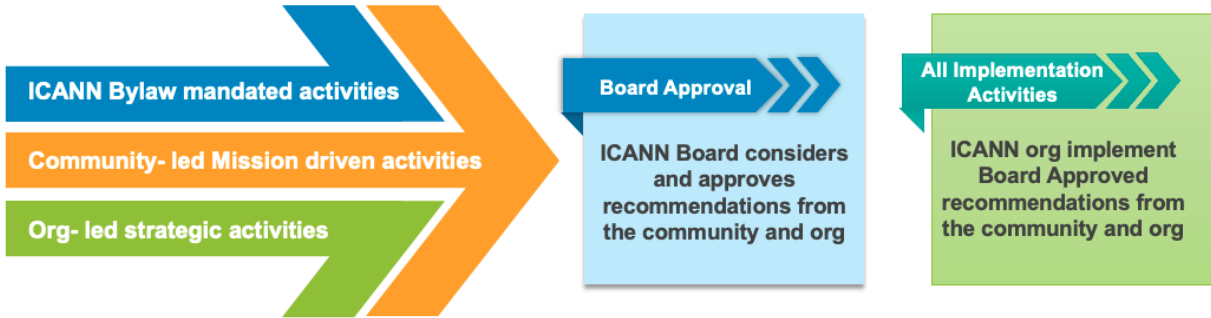 ICANN Bylaw mandated activities
Community- led Mission driven activities
Org- led strategic activities
Board Approval
ICANN Board considers
and approves
recommendations from
the community and org
All Implementation
Activities
ICANN org implement
Board Approved
recommendations from
the community and org